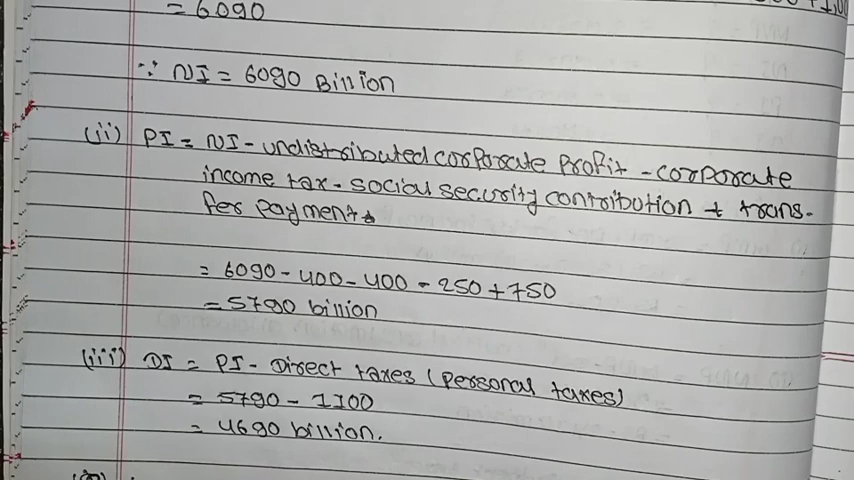 = 6090
∵ NI = 6090 Billion
(ii) PI = NI - undistributed corporate profit - corporate
income tax - social security contribution + trans-
fer payment
= 6090 - 400 - 400 - 250 + 750
= 5790 billion
(iii) DI = PI - Direct taxes (personal taxes)
= 5790 - 1100
= 4690 billion.